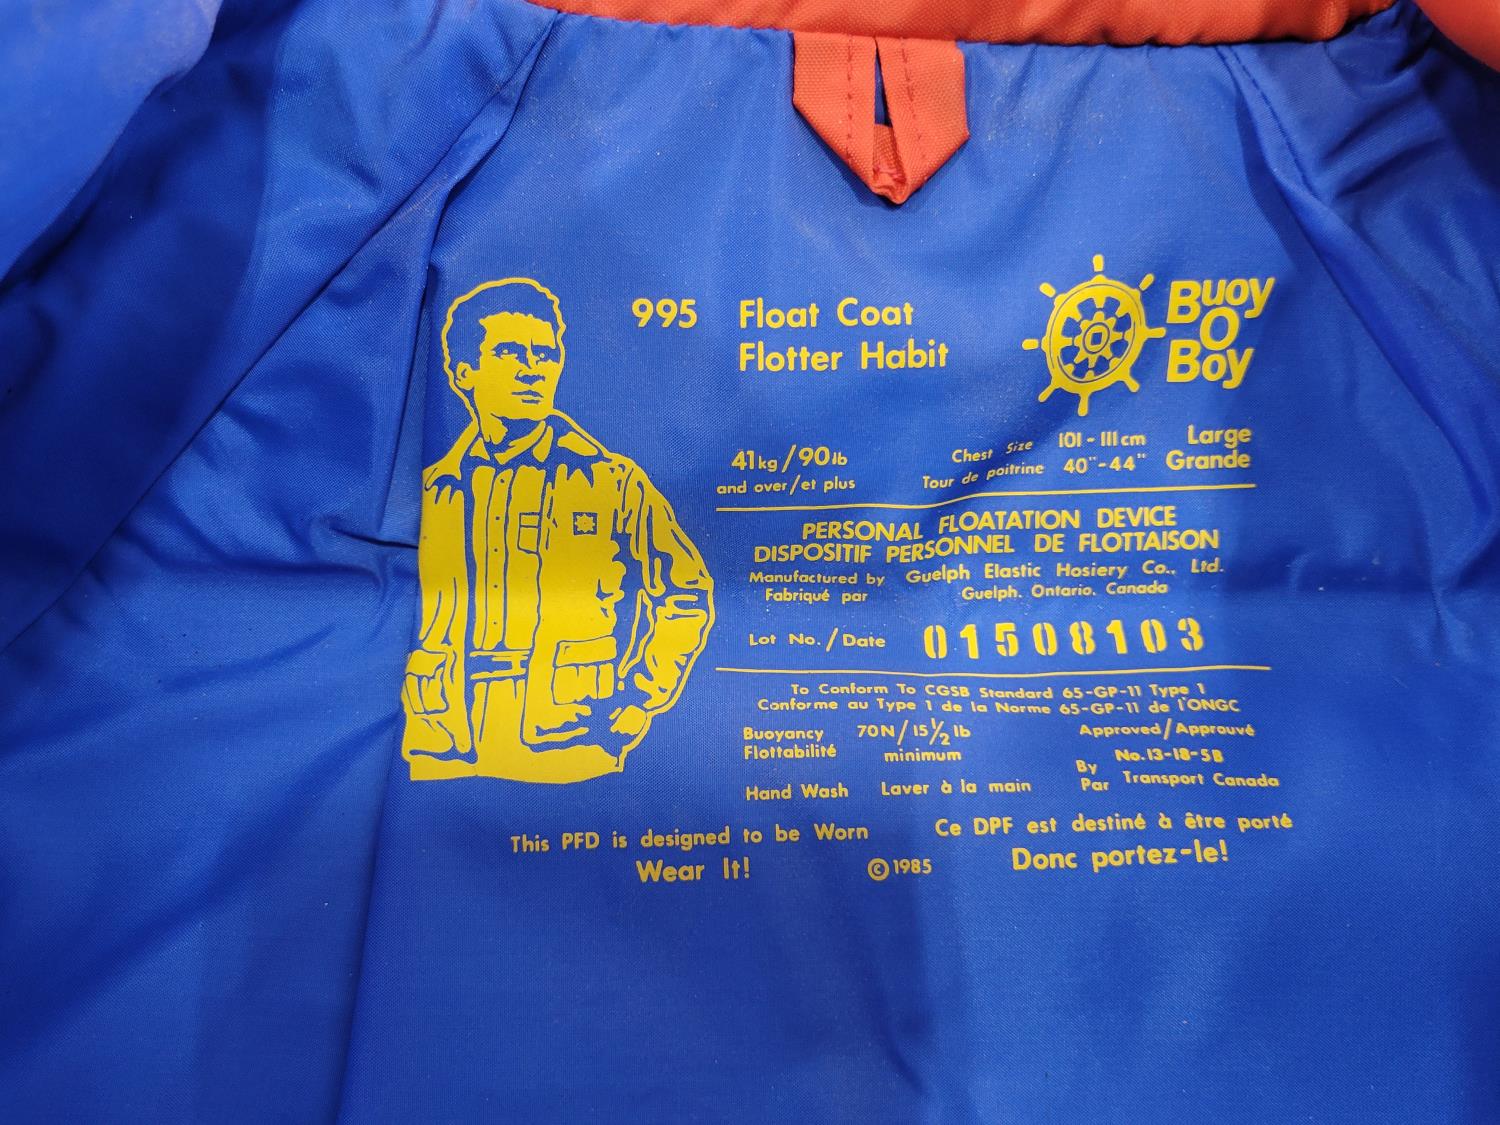 995 Float Coat
Flotter Habit
Buoy
O
Boy
41kg/90lb
and over/et plus
Chest Size 101-111cm Large
Tour de poitrine 40"-44" Grande
PERSONAL FLOATATION DEVICE
DISPOSITIF PERSONNEL DE FLOTTAISON
Manufactured by Guelph Elastic Hosiery Co., Ltd.
Fabriqué par Guelph, Ontario, Canada
Lot No./Date 01508103
To Conform To CGSB Standard 65-GP-11 Type 1
Conforme au Type 1 de la Norme 65-GP-11 de l'ONGC
Buoyancy 70N/15½ lb Approved/Approuvé
Flottabilité minimum No.13-18-5B
By
Par Transport Canada
Hand Wash Laver à la main
This PFD is designed to be Worn Ce DPF est destiné à être porté
Wear It! ©1985 Donc portez-le!